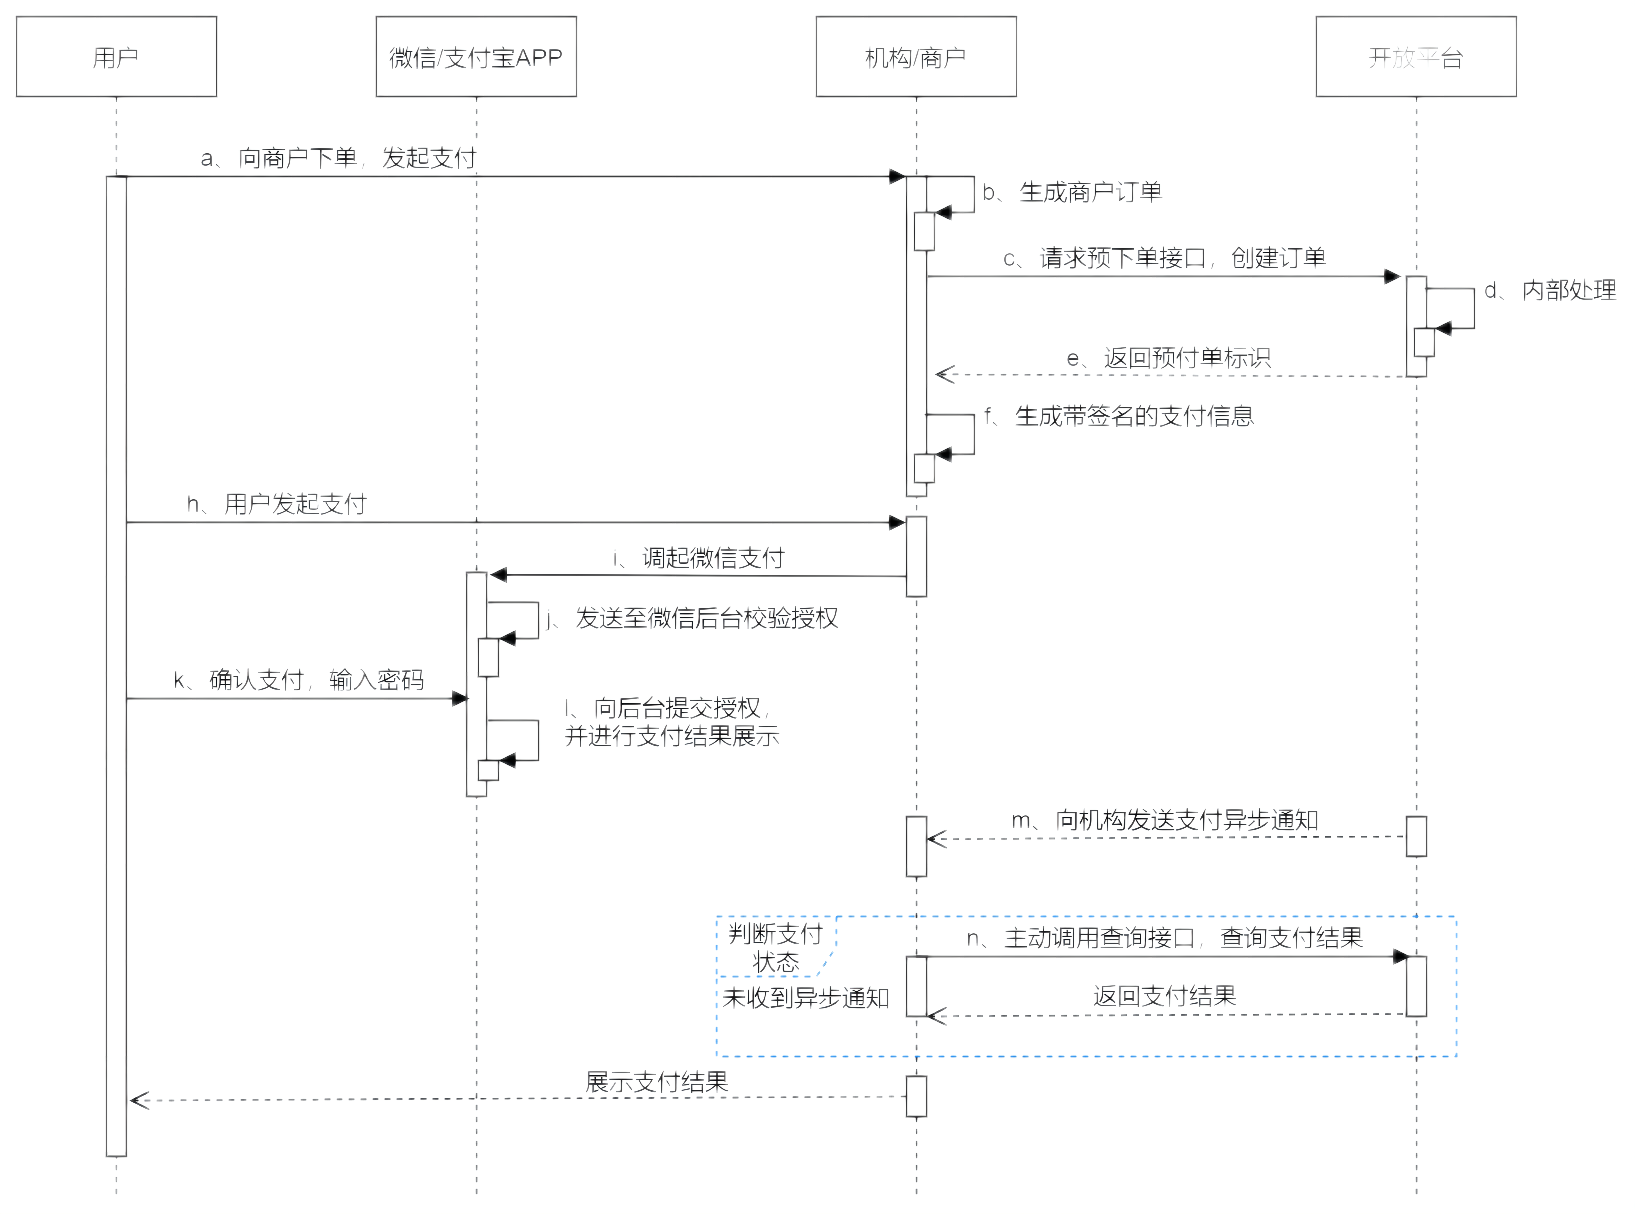 用户
微信/支付宝APP
机构/商户
开放平台
a、向商户下单，发起支付
b、生成商户订单
c、请求预下单接口，创建订单
d、内部处理
e、返回预付单标识
f、生成带签名的支付信息
h、用户发起支付
i、调起微信支付
j、发送至微信后台校验授权
k、确认支付，输入密码
l、向后台提交授权，
并进行支付结果展示
m、向机构发送支付异步通知
判断支付
状态
n、主动调用查询接口，查询支付结果
未收到异步通知
返回支付结果
展示支付结果